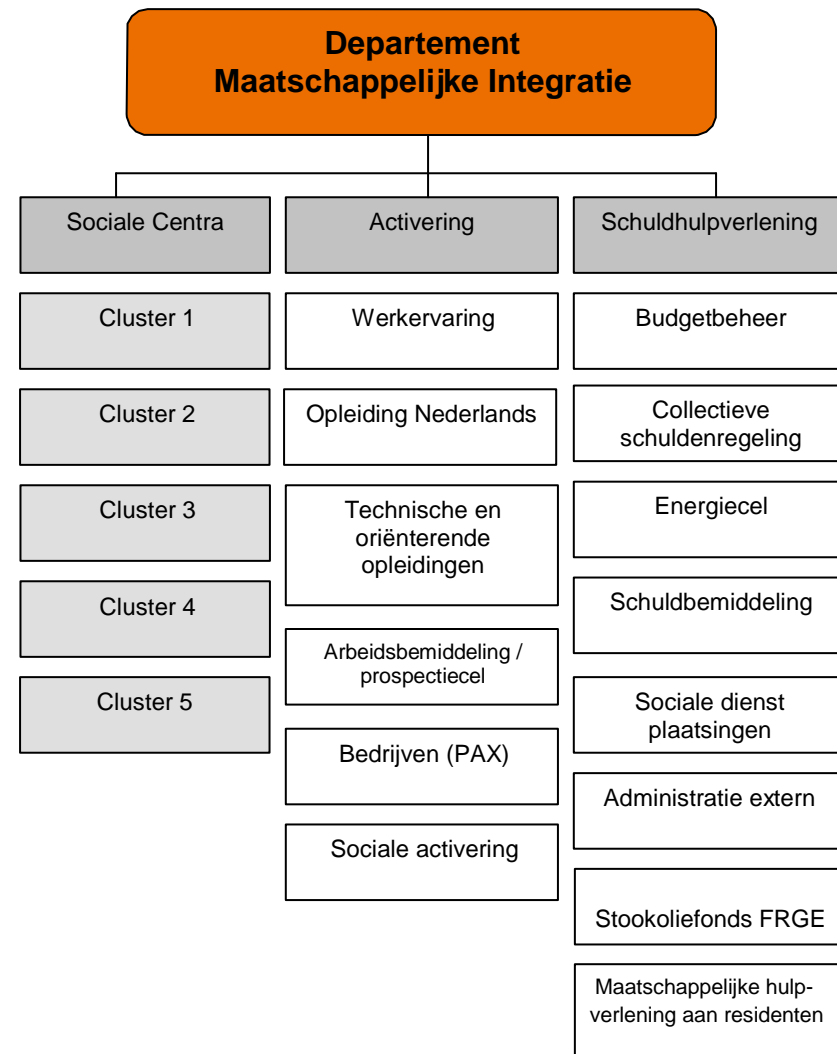 Departement
Maatschappelijke Integratie
Sociale Centra
Cluster 1
Cluster 2
Cluster 3
Cluster 4
Cluster 5
Activering
Werkervaring
Opleiding Nederlands
Technische en
oriënterende
opleidingen
Arbeidsbemiddeling /
prospectiecel
Bedrijven (PAX)
Sociale activering
Schuldhulpverlening
Budgetbeheer
Collectieve
schuldenregeling
Energiecel
Schuldbemiddeling
Sociale dienst
plaatsingen
Administratie extern
Stookoliefonds FRGE
Maatschappelijke hulp-
verlening aan residenten